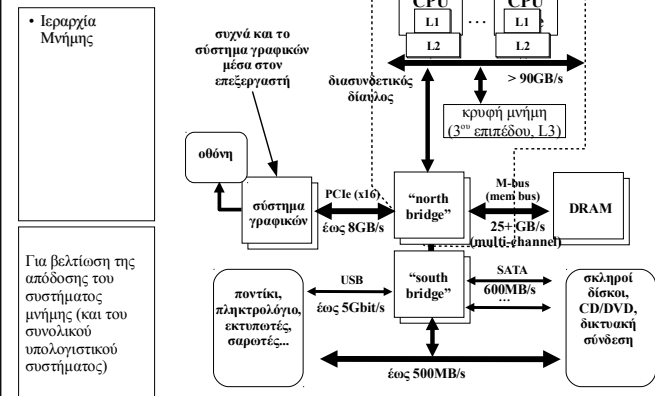 • Ιεραρχία
Μνήμης
Για βελτίωση της
απόδοσης του
συστήματος
μνήμης (και του
συνολικού
υπολογιστικού
συστήματος)
CPU
CPU
L1
...
L1
L2
L2
συχνά και το
σύστημα γραφικών
μέσα στον
επεξεργαστή
διασυνδετικός
δίαυλος
> 90GB/s
κρυφή μνήμη
(3ου επιπέδου, L3)
οθόνη
σύστημα
γραφικών
PCIe (x16)
έως 8GB/s
“north
bridge”
M-bus
(mem bus)
25+ GB/s
(multi-channel)
DRAM
ποντίκι,
πληκτρολόγιο,
εκτυπωτές,
σαρωτές...
USB
έως 5Gbit/s
“south
bridge”
SATA
600MB/s
...
σκληροί
δίσκοι,
CD/DVD,
δικτυακή
σύνδεση
έως 500MB/s